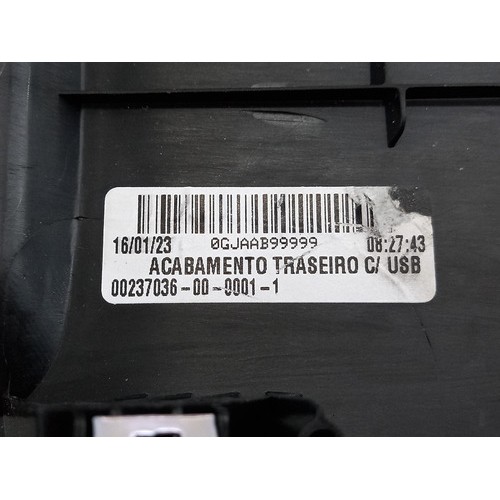 16/01/23 0GJAAB99999 08:27:43
ACABAMENTO TRASEIRO C/ USB
00237036-00-0001-1